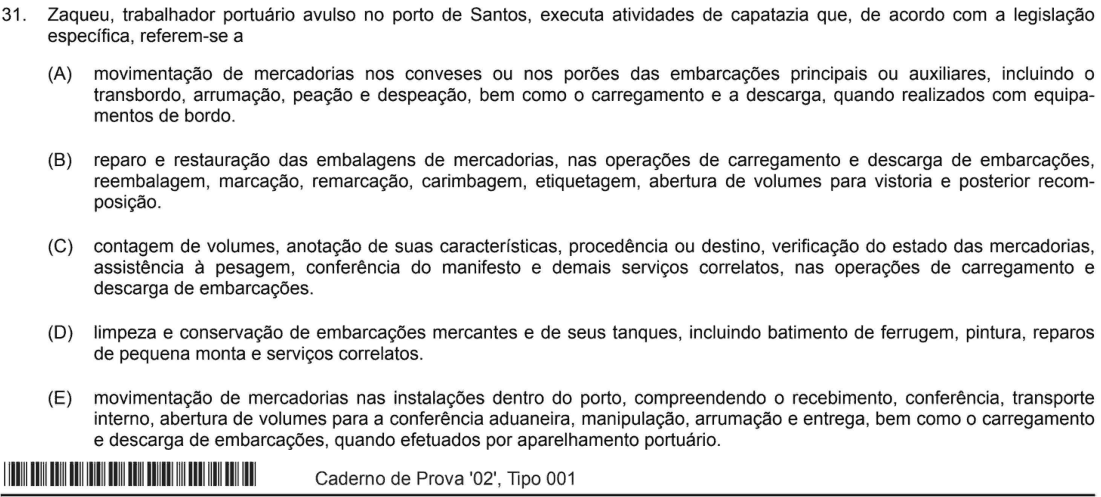 31. Zaqueu, trabalhador portuário avulso no porto de Santos, executa atividades de capatazia que, de acordo com a legislação
específica, referem-se a
(A) movimentação de mercadorias nos conveses ou nos porões das embarcações principais ou auxiliares, incluindo o
transbordo, arrumação, peação e despeação, bem como o carregamento e a descarga, quando realizados com equipa-
mentos de bordo.
(B) reparo e restauração das embalagens de mercadorias, nas operações de carregamento e descarga de embarcações,
reembalagem, marcação, remarcação, carimbagem, etiquetagem, abertura de volumes para vistoria e posterior recom-
posição.
(C) contagem de volumes, anotação de suas características, procedência ou destino, verificação do estado das mercadorias,
assistência à pesagem, conferência do manifesto e demais serviços correlatos, nas operações de carregamento e
descarga de embarcações.
(D) limpeza e conservação de embarcações mercantes e de seus tanques, incluindo batimento de ferrugem, pintura, reparos
de pequena monta e serviços correlatos.
(E) movimentação de mercadorias nas instalações dentro do porto, compreendendo o recebimento, conferência, transporte
interno, abertura de volumes para a conferência aduaneira, manipulação, arrumação e entrega, bem como o carregamento
e descarga de embarcações, quando efetuados por aparelhamento portuário.
Caderno de Prova '02', Tipo 001